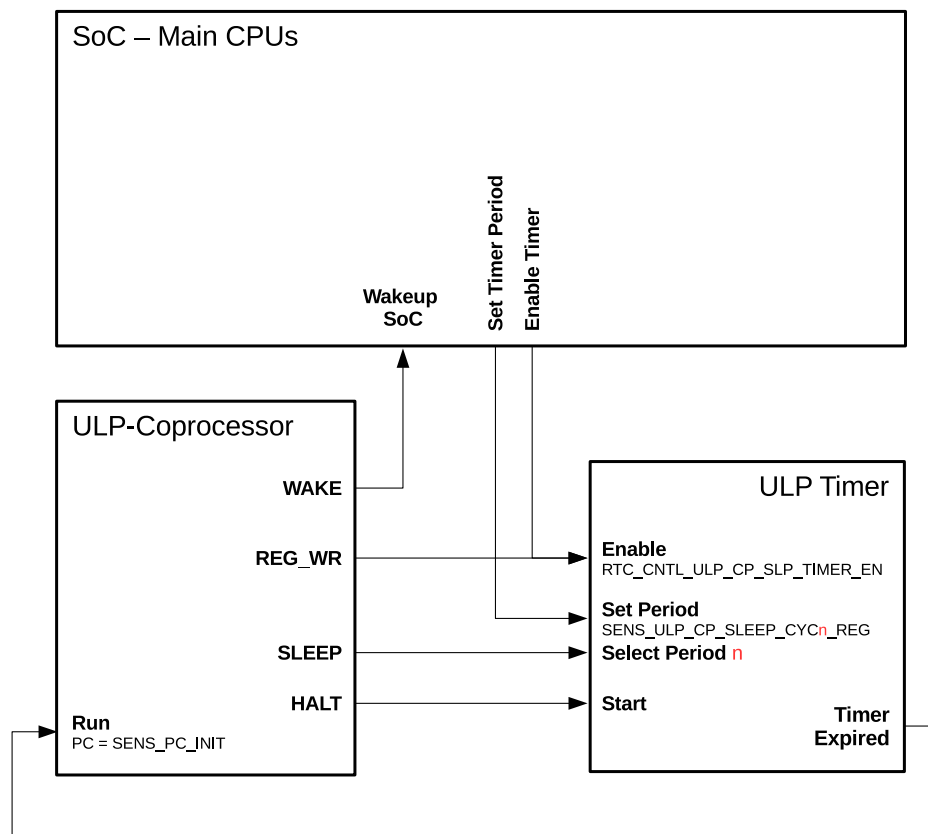 SoC – Main CPUs
Set Timer Period
Enable Timer
Wakeup
SoC
ULP-Coprocessor
WAKE
REG_WR
SLEEP
HALT
Run
PC = SENS_PC_INIT
ULP Timer
Enable
RTC_CNTL_ULP_CP_SLP_TIMER_EN
Set Period
SENS_ULP_CP_SLEEP_CYCn_REG
Select Period n
Start
Timer
Expired